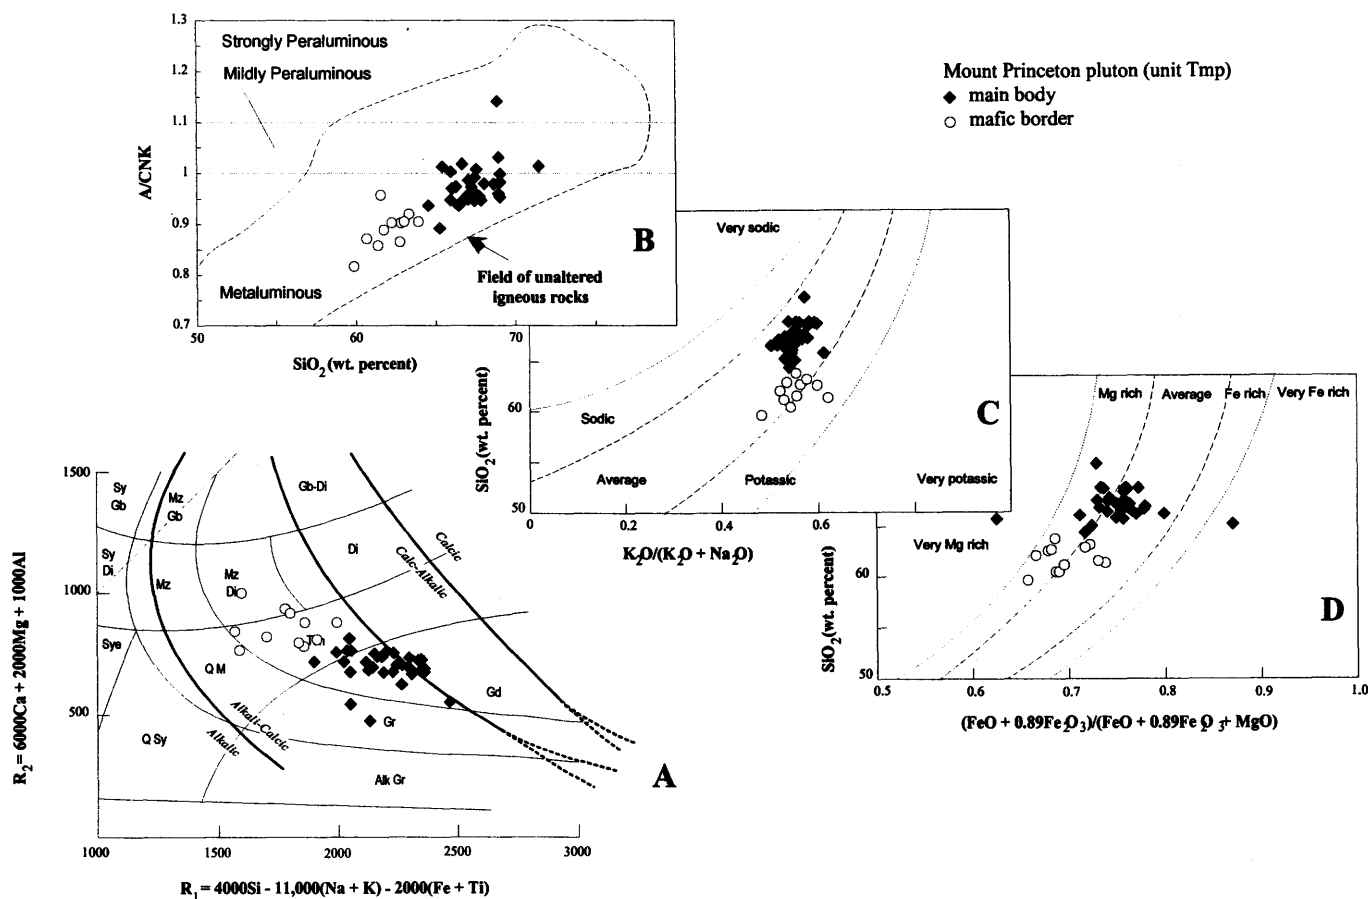 Mount Princeton pluton (unit Tmp)
main body
mafic border
1.3
1.2
1.1
1
0.9
0.8
0.7
A/CNK
Strongly Peraluminous
Mildly Peraluminous
Metaluminous
Field of unaltered
igneous rocks
B
50
60
70
SiO2 (wt. percent)
Very sodic
Sodic
Average
Potassic
Very potassic
C
60
50
SiO2 (wt. percent)
0
0.2
0.4
0.6
K2O/(K2O + Na2O)
Mg rich
Average
Fe rich
Very Fe rich
Very Mg rich
D
60
50
SiO2 (wt. percent)
0.5
0.6
0.7
0.8
0.9
1.0
(FeO + 0.89Fe2O3)/(FeO + 0.89Fe2O3+ MgO)
1500
1000
500
0
R2 = 6000Ca + 2000Mg + 1000Al
Sy
Gb
Mz
Gb
Gb-Di
Sy
Di
Mz
Mz
Di
Di
Calcic
Calc-Alkalic
Sye
Q M
Gd
Alkali-Calcic
Alkalic
Gr
Q Sy
Alk Gr
A
1000
1500
2000
2500
3000
R1 = 4000Si - 11,000(Na + K) - 2000(Fe + Ti)